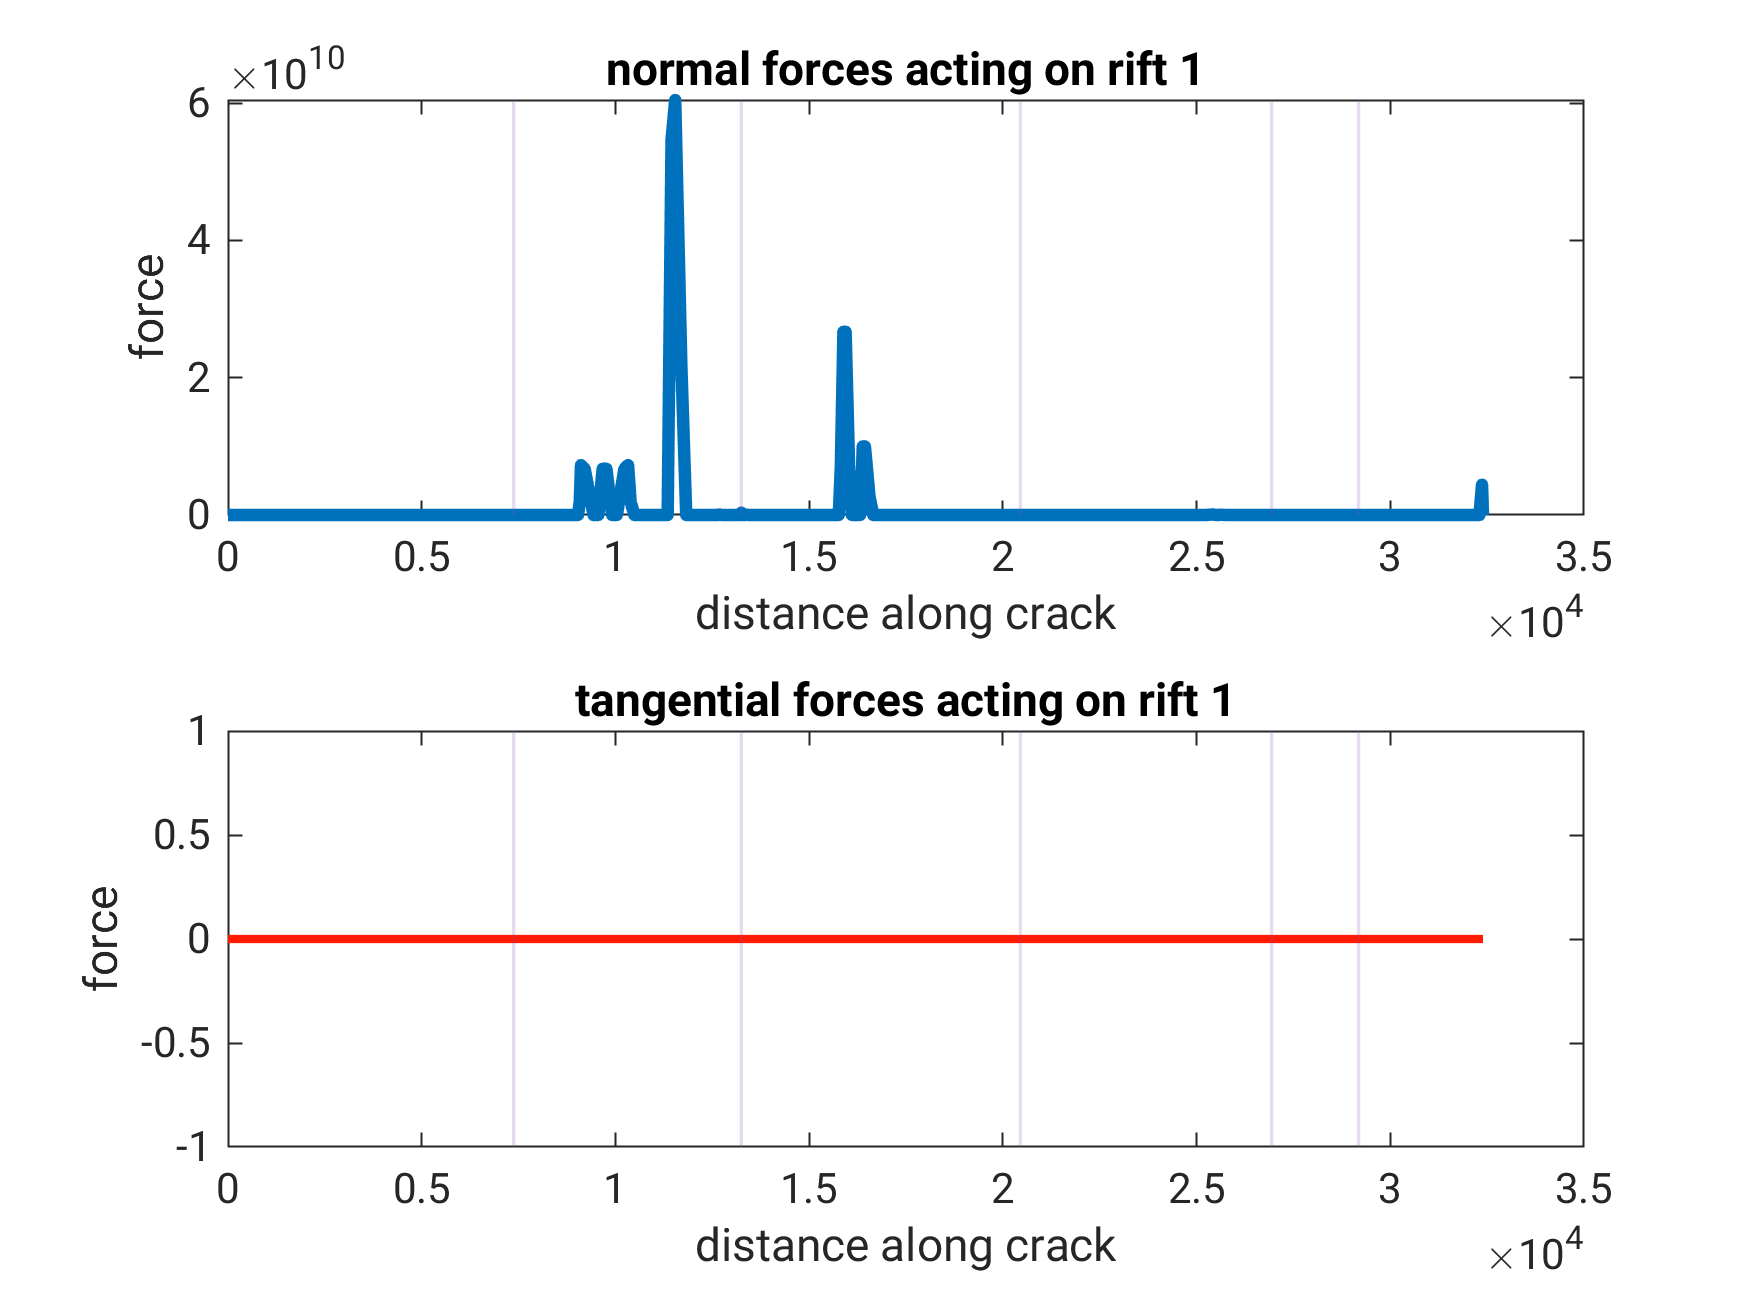 normal forces acting on rift 1
×10^10
6
4
2
0
force
0 0.5 1 1.5 2 2.5 3 3.5
distance along crack
×10^4
tangential forces acting on rift 1
1
0.5
0
-0.5
-1
force
0 0.5 1 1.5 2 2.5 3 3.5
distance along crack
×10^4